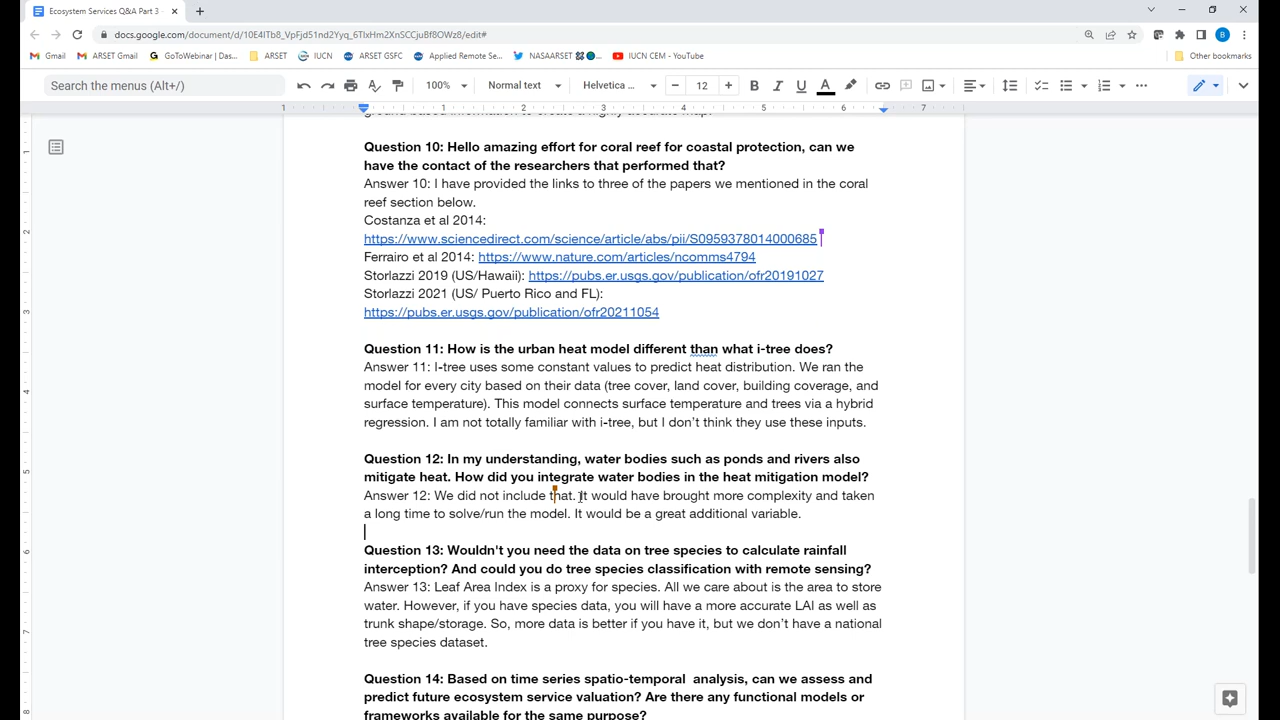 Ecosystem Services Q&A Part 3 -
docs.google.com/document/d/10E4ITb8_VpFjd51nd2Yyq_6TlxHm2XnSCCjuBf8OWz8/edit#
B
Gmail ARSET Gmail GoToWebinar | Das... ARSET IUCN ARSET GSFC Applied Remote Se... NASAARSET IUCN CEM - YouTube Other bookmarks
Search the menus (Alt+/) 100% Normal text Helvetica ... 12 B I U A
1 1 2 3 4 5 6 7
Question 10: Hello amazing effort for coral reef for coastal protection, can we
have the contact of the researchers that performed that?
Answer 10: I have provided the links to three of the papers we mentioned in the coral
reef section below.
Costanza et al 2014:
https://www.sciencedirect.com/science/article/abs/pii/S0959378014000685
Ferrairo et al 2014: https://www.nature.com/articles/ncomms4794
Storlazzi 2019 (US/Hawaii): https://pubs.er.usgs.gov/publication/ofr20191027
Storlazzi 2021 (US/ Puerto Rico and FL):
https://pubs.er.usgs.gov/publication/ofr20211054
Question 11: How is the urban heat model different than what i-tree does?
Answer 11: I-tree uses some constant values to predict heat distribution. We ran the
model for every city based on their data (tree cover, land cover, building coverage, and
surface temperature). This model connects surface temperature and trees via a hybrid
regression. I am not totally familiar with i-tree, but I don't think they use these inputs.
Question 12: In my understanding, water bodies such as ponds and rivers also
mitigate heat. How did you integrate water bodies in the heat mitigation model?
Answer 12: We did not include that. It would have brought more complexity and taken
a long time to solve/run the model. It would be a great additional variable.
Question 13: Wouldn't you need the data on tree species to calculate rainfall
interception? And could you do tree species classification with remote sensing?
Answer 13: Leaf Area Index is a proxy for species. All we care about is the area to store
water. However, if you have species data, you will have a more accurate LAI as well as
trunk shape/storage. So, more data is better if you have it, but we don't have a national
tree species dataset.
Question 14: Based on time series spatio-temporal  analysis, can we assess and
predict future ecosystem service valuation? Are there any functional models or
frameworks available for the same purpose?